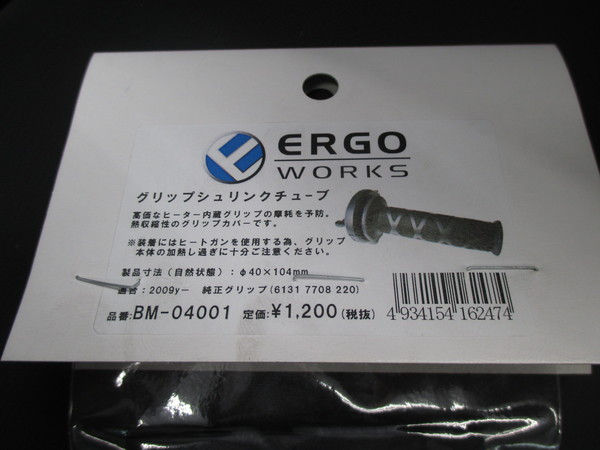 ERGO
WORKS
グリップシュリンクチューブ
高価なヒーター内蔵グリップの摩耗を予防。
熱収縮性のグリップカバーです。
※装着にはヒートガンを使用する為、グリップ
本体の加熱し過ぎに十分ご注意ください。
製品寸法（自然状態）：φ40×104mm
適合：2009y－ 純正グリップ(6131 7708 220)
品番:BM-04001 定価:¥1,200(税抜)
4 934154 162474